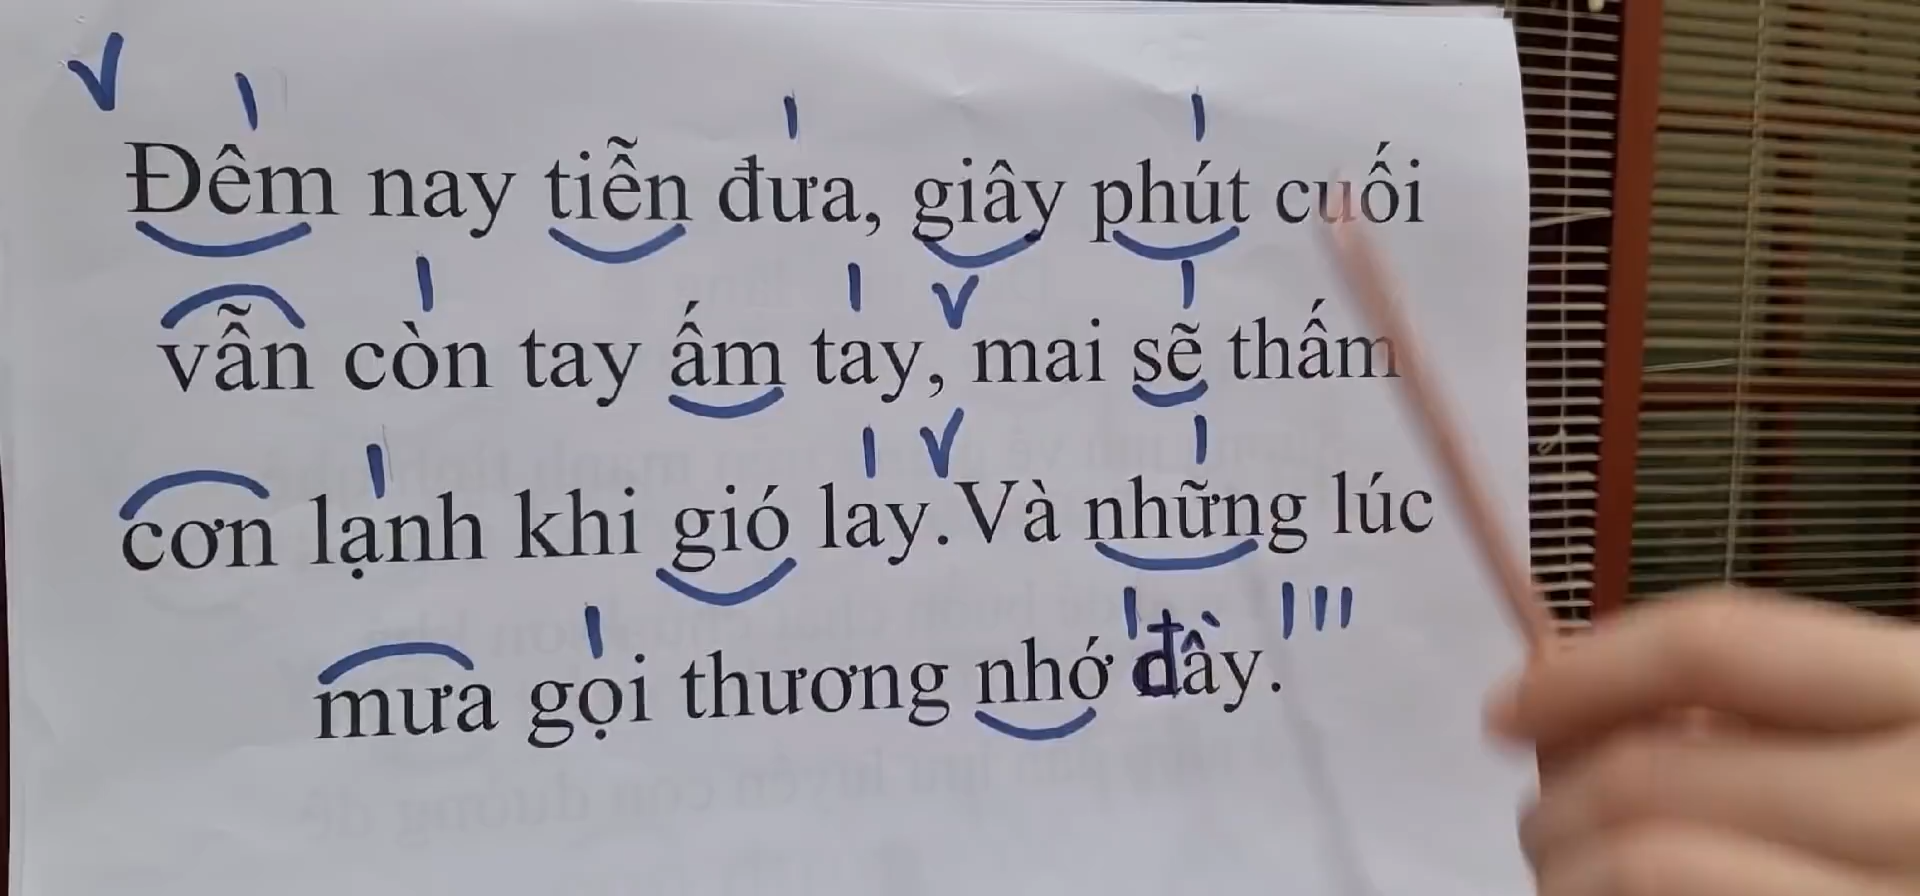 Đêm nay tiễn đưa, giây phút cuối
vẫn còn tay ấm tay, mai sẽ thấm
cơn lạnh khi gió lay. Và những lúc
mưa gọi thương nhớ đầy.